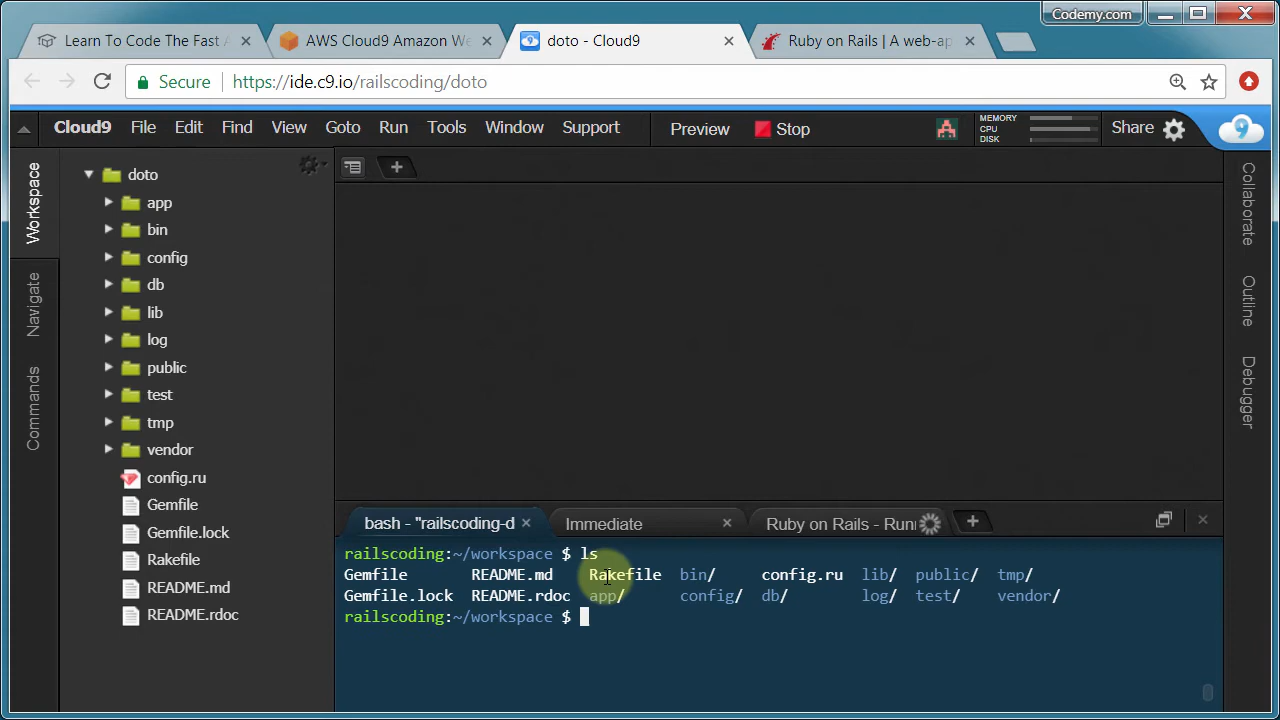 Codemy.com
Learn To Code The Fast A
AWS Cloud9 Amazon We
doto - Cloud9
Ruby on Rails | A web-ap
Secure
https://ide.c9.io/railscoding/doto
Cloud9 File Edit Find View Goto Run Tools Window Support Preview Stop
MEMORY
CPU
DISK
Share
9
Workspace
Navigate
Commands
doto
app
bin
config
db
lib
log
public
test
tmp
vendor
config.ru
Gemfile
Gemfile.lock
Rakefile
README.md
README.rdoc
Collaborate
Outline
Debugger
bash - "railscoding-d
Immediate
Ruby on Rails - Run
railscoding:~/workspace $ ls
Gemfile README.md Rakefile bin/ config.ru lib/ public/ tmp/
Gemfile.lock README.rdoc app/ config/ db/ log/ test/ vendor/
railscoding:~/workspace $